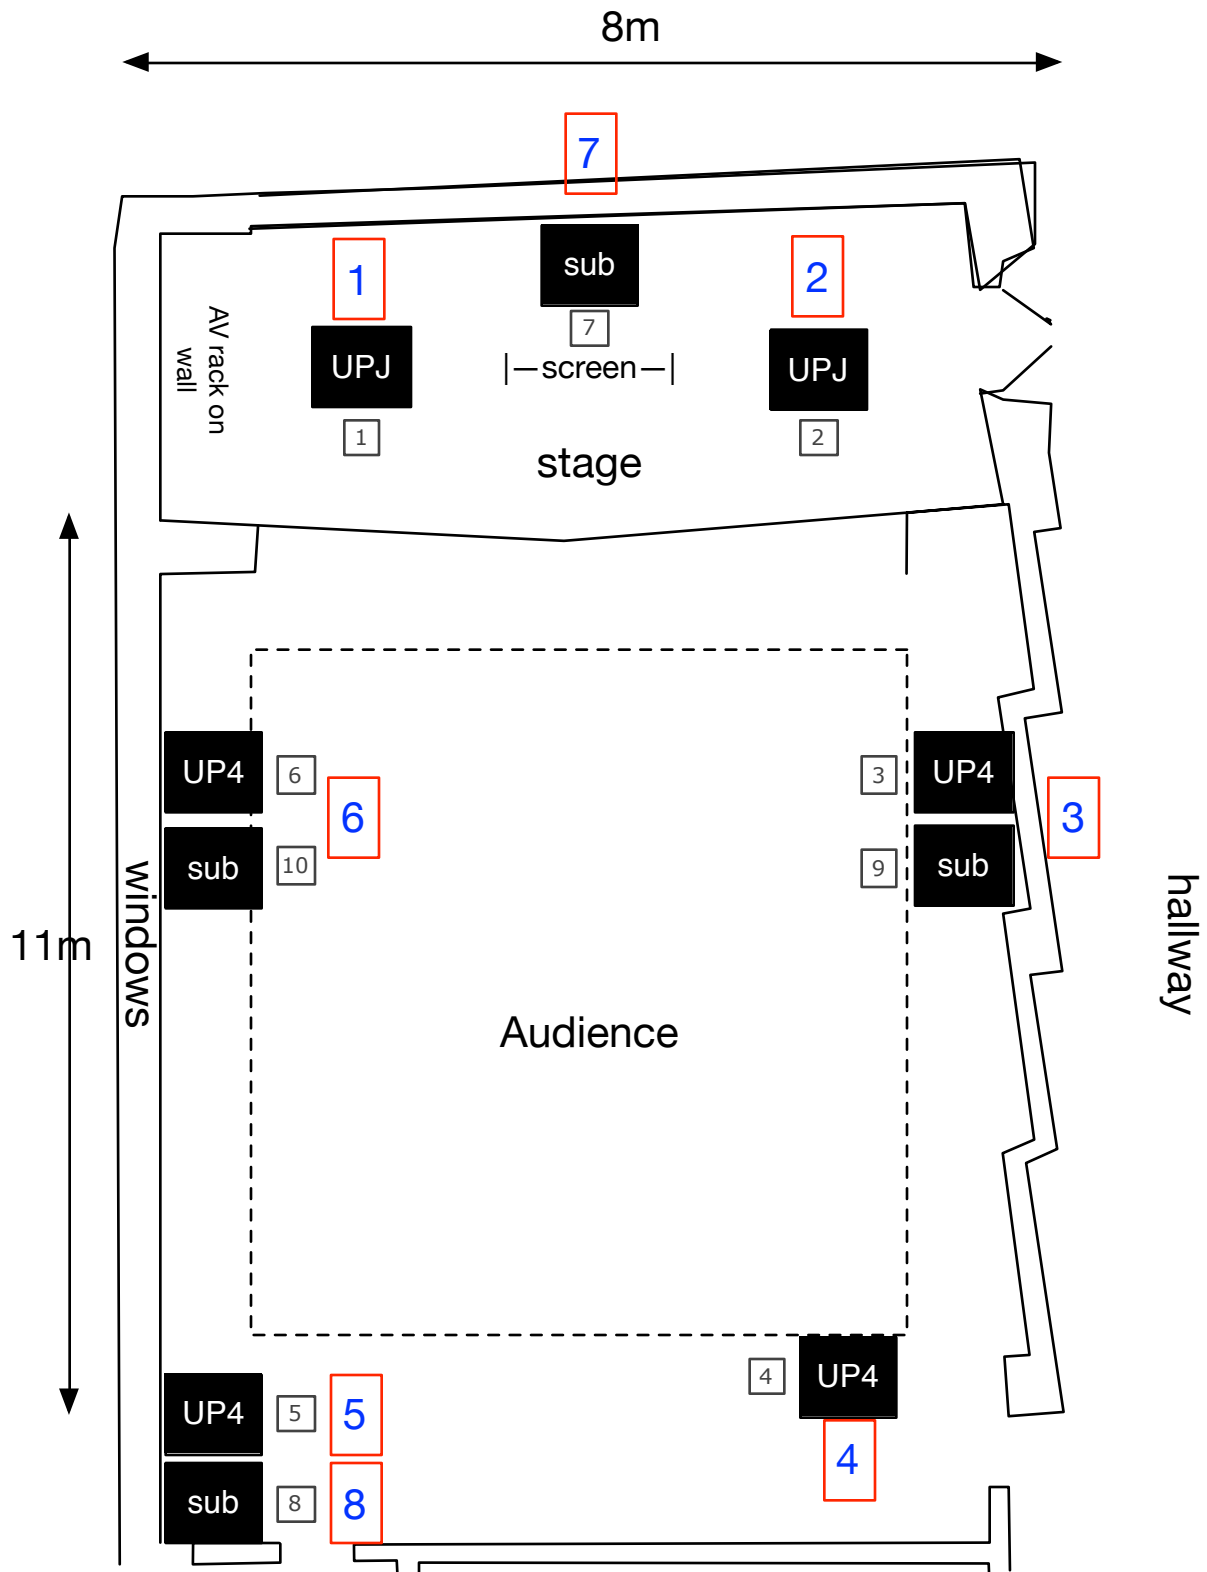 8m
7
1
sub
2
7
UPJ
|—screen—|
UPJ
AV rack on
wall
1
2
stage
UP4
6
3
UP4
6
3
sub
10
9
sub
windows
hallway
11m
Audience
4
UP4
UP4
5
5
4
sub
8
8